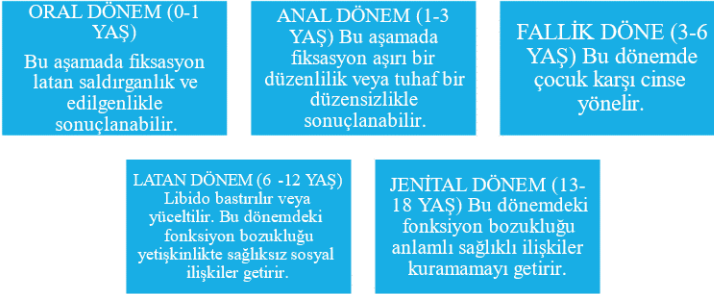 ORAL DÖNEM (0-1
YAŞ)
Bu aşamada fiksasyon
latan saldırganlık ve
edilgenlikle
sonuçlanabilir.
ANAL DÖNEM (1-3
YAŞ) Bu aşamada
fiksasyon aşırı bir
düzenlilik veya tuhaf bir
düzensizlikle
sonuçlanabilir.
FALLİK DÖNE (3-6
YAŞ) Bu dönemde
çocuk karşı cinse
yönelir.
LATAN DÖNEM (6 -12 YAŞ)
Libido bastırılır veya
yüceltilir. Bu dönemdeki
fonksiyon bozukluğu
yetişkinlikte sağlıksız sosyal
ilişkiler getirir.
JENİTAL DÖNEM (13-
18 YAŞ) Bu dönemdeki
fonksiyon bozukluğu
anlamlı sağlıklı ilişkiler
kuramamayı getirir.